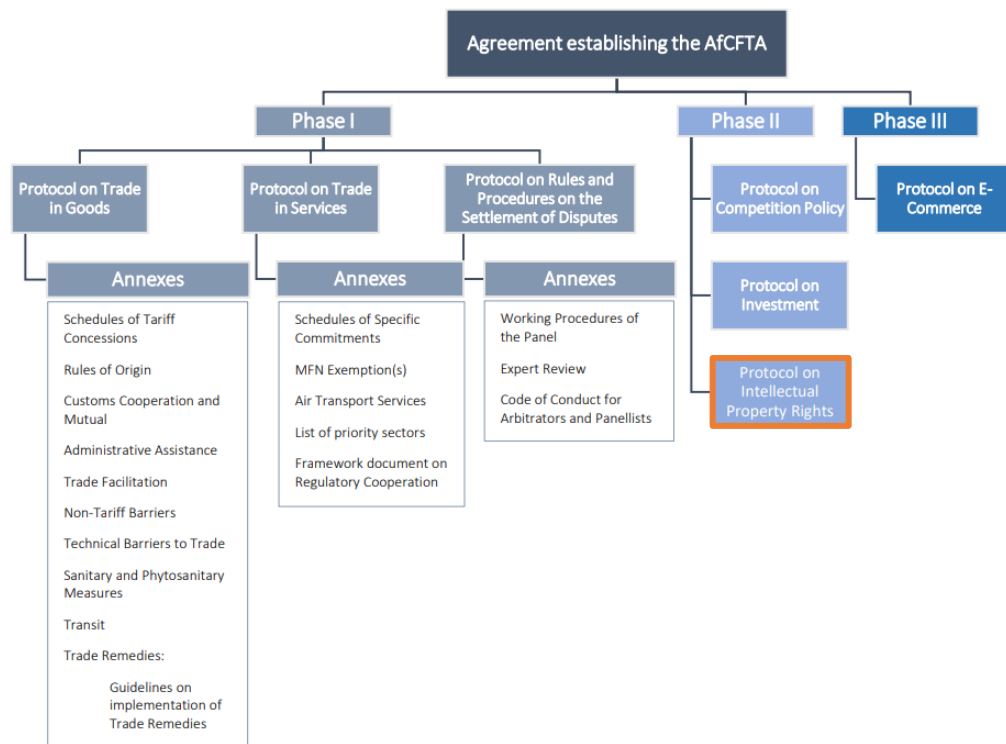 Agreement establishing the AfCFTA
Phase I
Phase II
Phase III
Protocol on Trade
in Goods
Protocol on Trade
in Services
Protocol on Rules and
Procedures on the
Settlement of Disputes
Protocol on
Competition Policy
Protocol on E-
Commerce
Annexes
Schedules of Tariff
Concessions
Rules of Origin
Customs Cooperation and
Mutual
Administrative Assistance
Trade Facilitation
Non-Tariff Barriers
Technical Barriers to Trade
Sanitary and Phytosanitary
Measures
Transit
Trade Remedies:
Guidelines on
implementation of
Trade Remedies
Annexes
Schedules of Specific
Commitments
MFN Exemption(s)
Air Transport Services
List of priority sectors
Framework document on
Regulatory Cooperation
Annexes
Working Procedures of
the Panel
Expert Review
Code of Conduct for
Arbitrators and Panellists
Protocol on
Investment
Protocol on
Intellectual
Property Rights